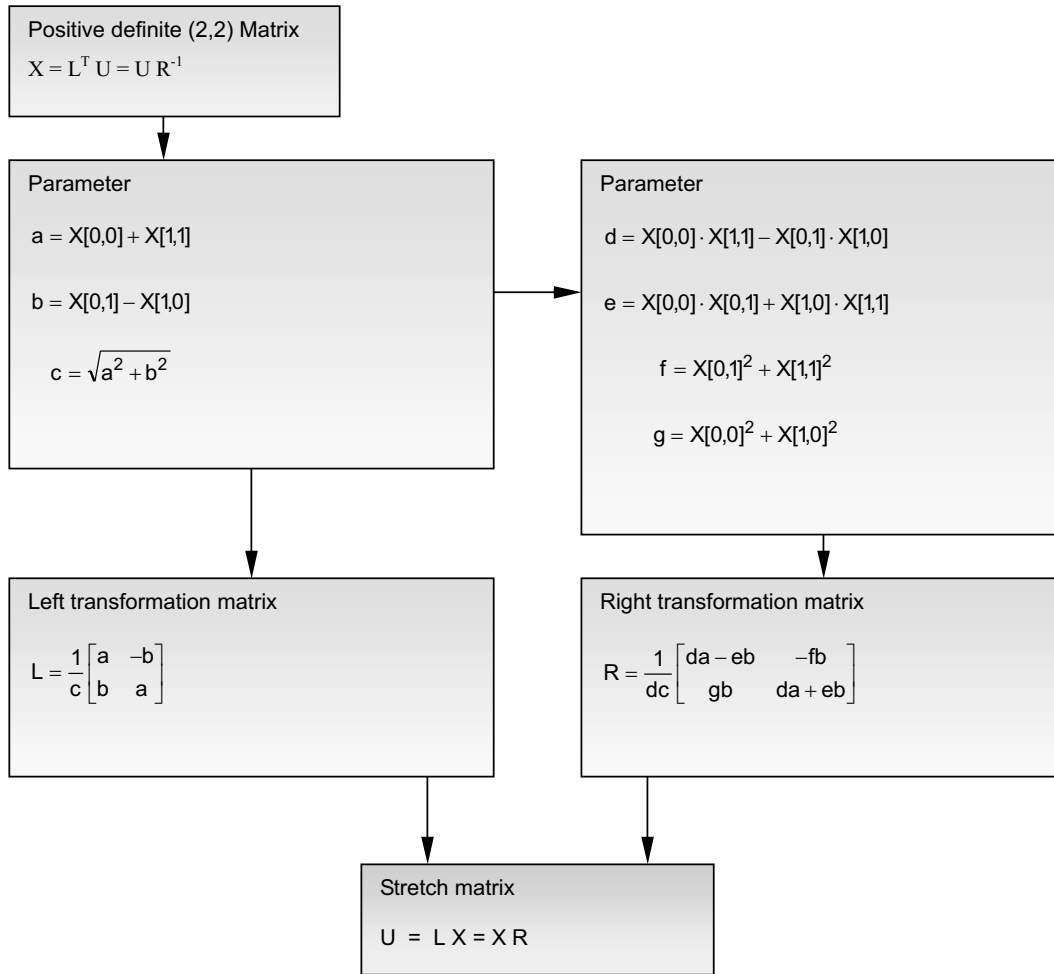 Positive definite (2,2) Matrix
X = Lᵀ U = U R⁻¹
Parameter
a = X[0,0] + X[1,1]
b = X[0,1] − X[1,0]
c = √(a² + b²)
Parameter
d = X[0,0] · X[1,1] − X[0,1] · X[1,0]
e = X[0,0] · X[0,1] + X[1,0] · X[1,1]
f = X[0,1]² + X[1,1]²
g = X[0,0]² + X[1,0]²
Left transformation matrix
L = 1/c [a −b
b a]
Right transformation matrix
R = 1/dc [da − eb −fb
gb da + eb]
Stretch matrix
U = L X = X R